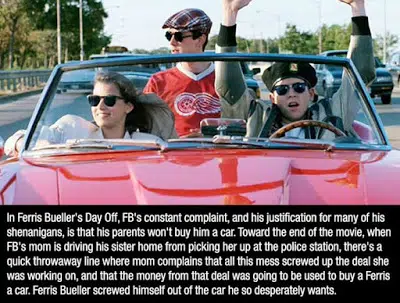 In Ferris Bueller's Day Off, FB's constant complaint, and his justification for many of his
shenanigans, is that his parents won't buy him a car. Toward the end of the movie, when
FB's mom is driving his sister home from picking her up at the police station, there's a
quick throwaway line where mom complains that all this mess screwed up the deal she
was working on, and that the money from that deal was going to be used to buy a Ferris
a car. Ferris Bueller screwed himself out of the car he so desperately wants.